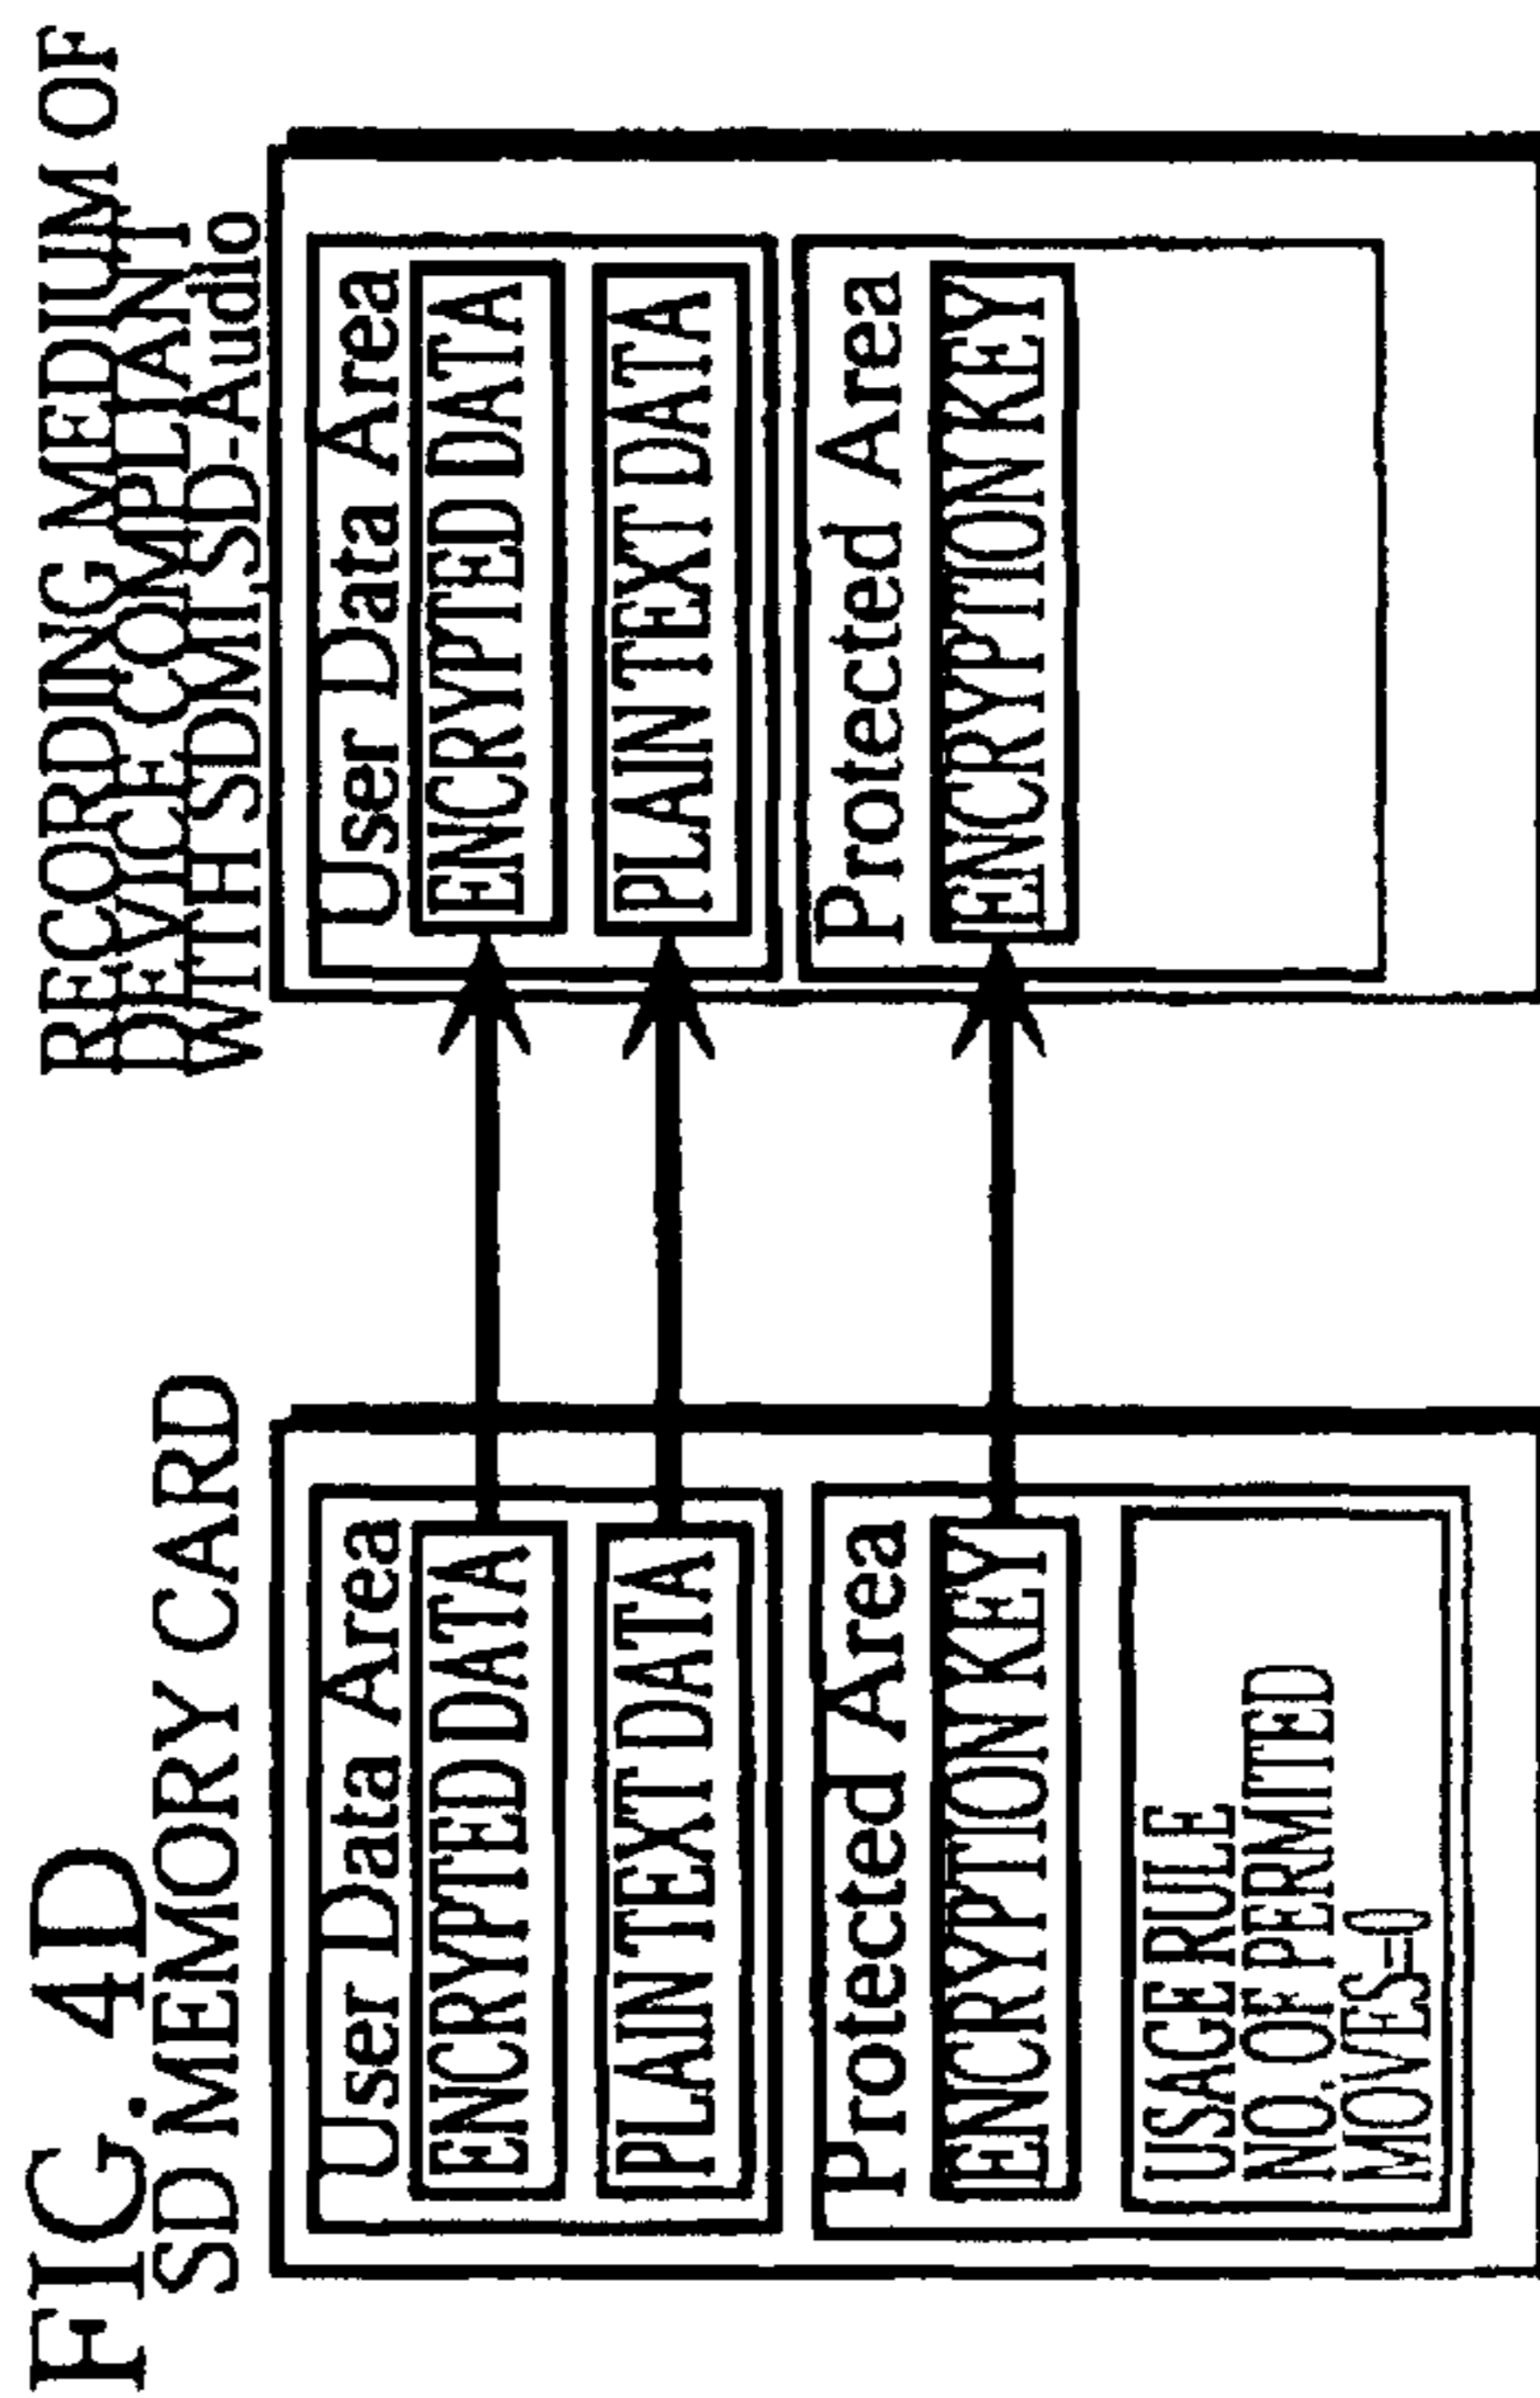 FIG. 4D
SD MEMORY CARD
User Data Area
ENCRYPTED DATA
PLAIN TEXT DATA
Protected Area
ENCRYPTION KEY
USAGE RULE
NO. OF PERMITTED
MOVES=0
RECORDING MEDIUM OF
DEVICE COMPLIANT
WITH SDMI SD-Audio
User Data Area
ENCRYPTED DATA
PLAIN TEXT DATA
Protected Area
ENCRYPTION KEY